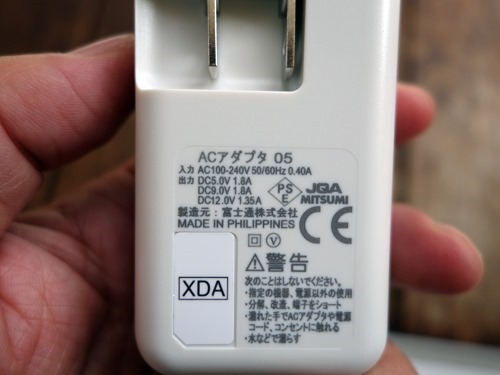 ACアダプタ 05
入力 AC100-240V 50/60Hz 0.40A
出力 DC5.0V 1.8A
DC9.0V 1.8A
DC12.0V 1.35A
PS
E
JQA
MITSUMI
製造元：富士通株式会社
MADE IN PHILIPPINES
CE
V
XDA
⚠警告
次のことはしないでください。
・指定の機器、電源以外の使用
・分解、改造、端子をショート
・濡れた手でACアダプタや電源
コード、コンセントに触れる
・水などで濡らす